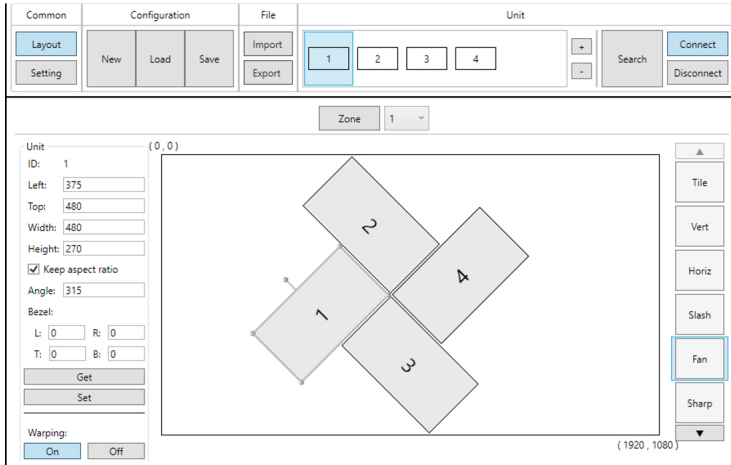 Common Configuration File Unit
Layout New Load Save Import 1 2 3 4 + - Search Connect
Setting Export Disconnect
Zone 1
Unit
ID: 1
Left: 375
Top: 480
Width: 480
Height: 270
Keep aspect ratio
Angle: 315
Bezel:
L: 0 R: 0
T: 0 B: 0
Get
Set
Warping:
On Off
( 0 , 0 )
2
4
1
3
( 1920 , 1080 )
Tile
Vert
Horiz
Slash
Fan
Sharp